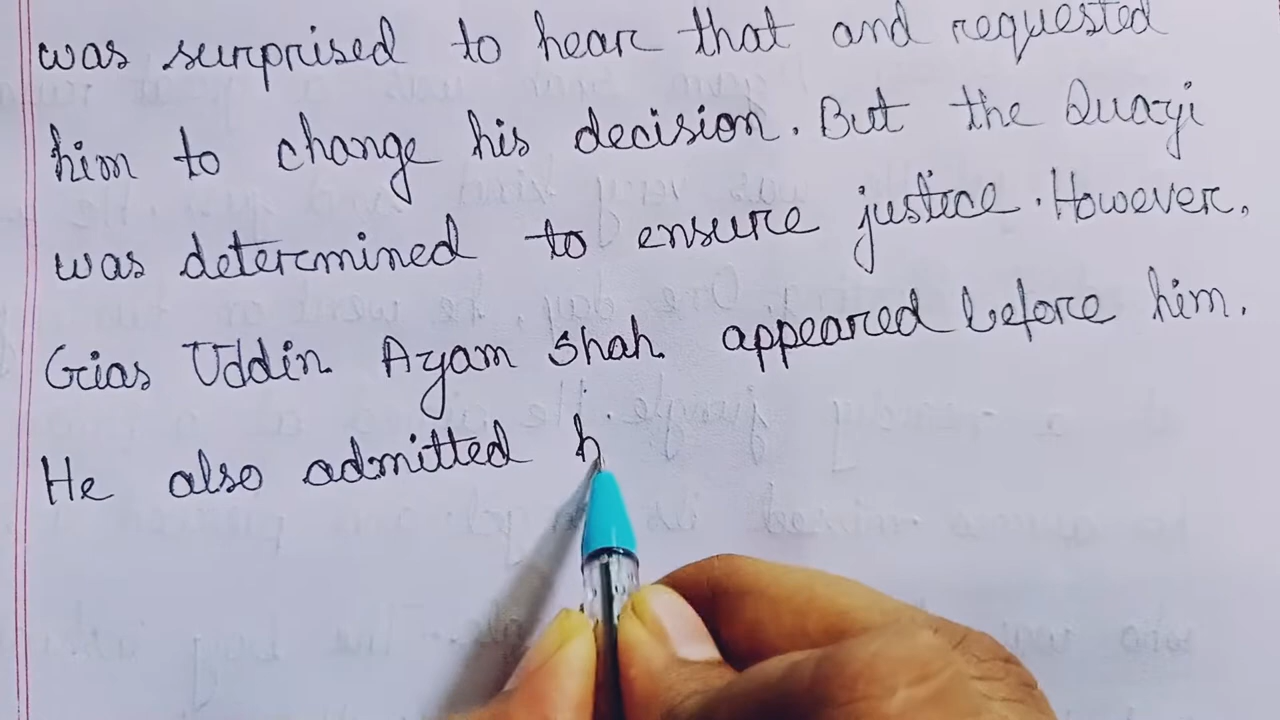 was surprised to hear that and requested
him to change his decision. But the Quazi
was determined to ensure justice. However,
Gias Uddin Azam Shah appeared before him.
He also admitted h